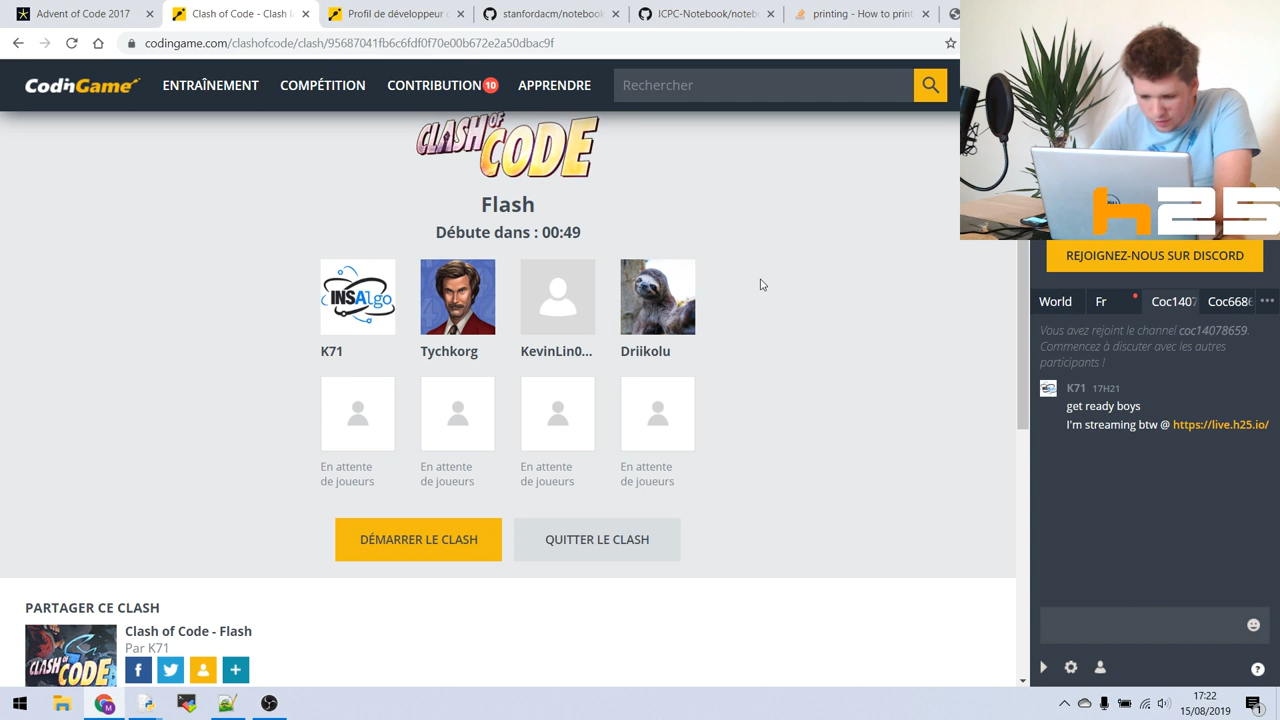 Advent of Code 2017
Clash of Code - Clash l
Profil de développeur
stanfordacm/notebook
ICPC-Notebook/noteb
printing - How to print
codingame.com/clashofcode/clash/95687041fb6c6fdf0f70e00b672e2a50dbac9f
CODINGAME
ENTRAÎNEMENT
COMPÉTITION
CONTRIBUTION 10
APPRENDRE
Rechercher
CLASH OF CODE
Flash
Débute dans : 00:49
INSAlgo
K71
Tychkorg
KevinLin0...
Driikolu
En attente
de joueurs
En attente
de joueurs
En attente
de joueurs
En attente
de joueurs
DÉMARRER LE CLASH
QUITTER LE CLASH
PARTAGER CE CLASH
CLASH OF CODE
Clash of Code - Flash
Par K71
h25
REJOIGNEZ-NOUS SUR DISCORD
World
Fr
Coc1407
Coc6686
Vous avez rejoint le channel coc14078659.
Commencez à discuter avec les autres
participants !
K71 17H21
get ready boys
I'm streaming btw @ https://live.h25.io/
17:22
15/08/2019
1